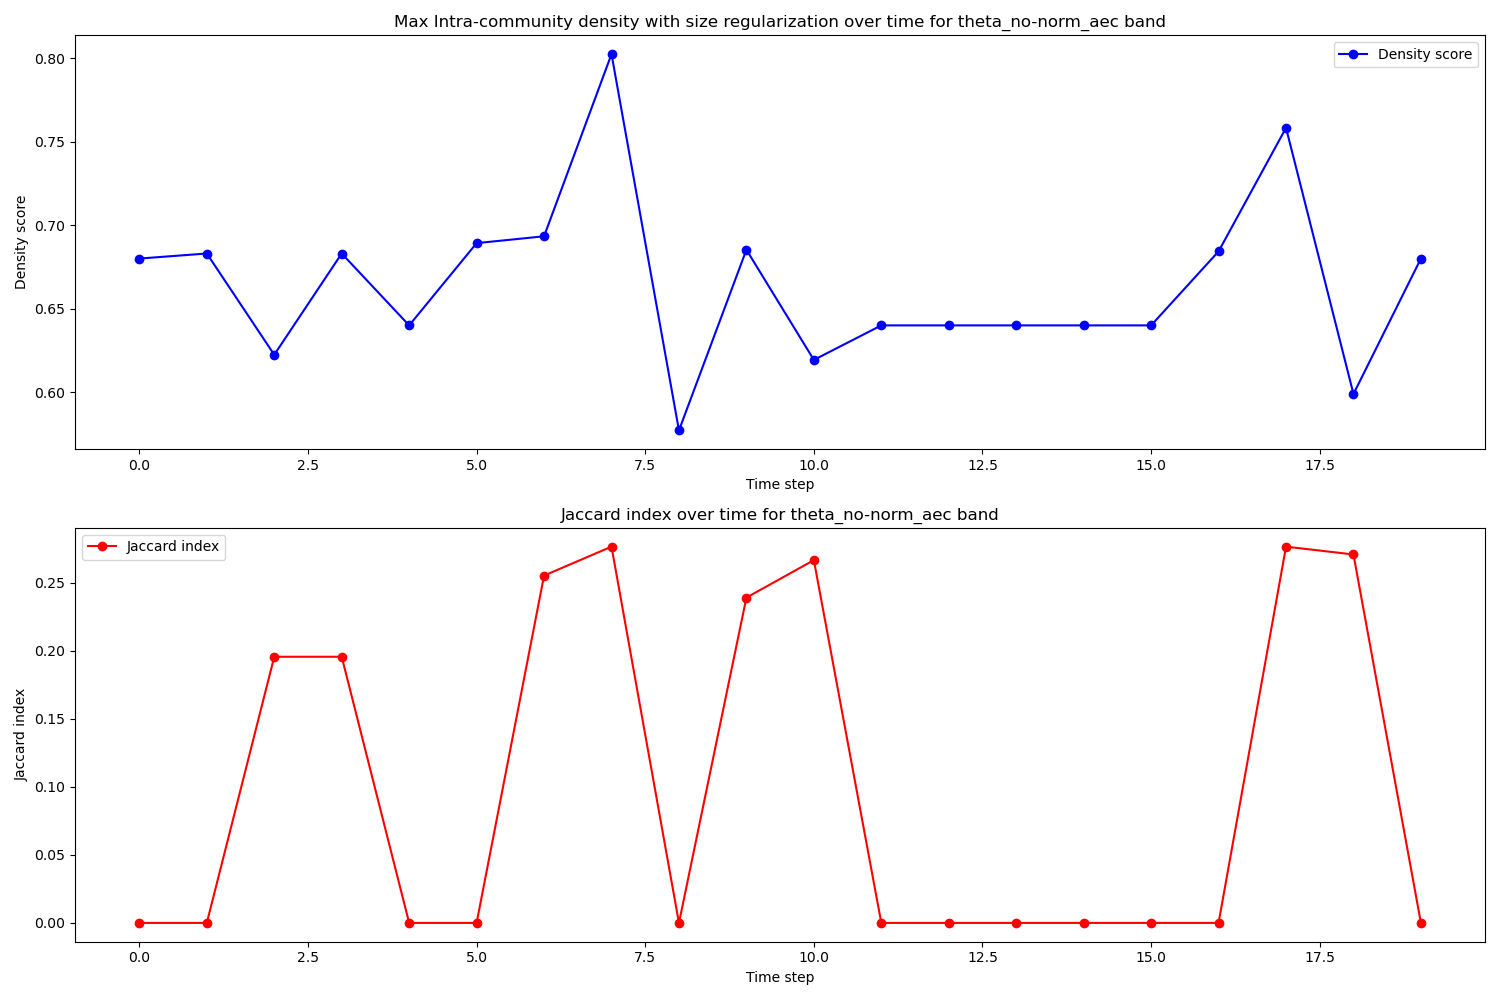 Max Intra-community density with size regularization over time for theta_no-norm_aec band
Density score
0.80
0.75
0.70
0.65
0.60
Density score
0.0 2.5 5.0 7.5 10.0 12.5 15.0 17.5
Time step
Jaccard index over time for theta_no-norm_aec band
Jaccard index
0.25
0.20
0.15
0.10
0.05
0.00
Jaccard index
0.0 2.5 5.0 7.5 10.0 12.5 15.0 17.5
Time step